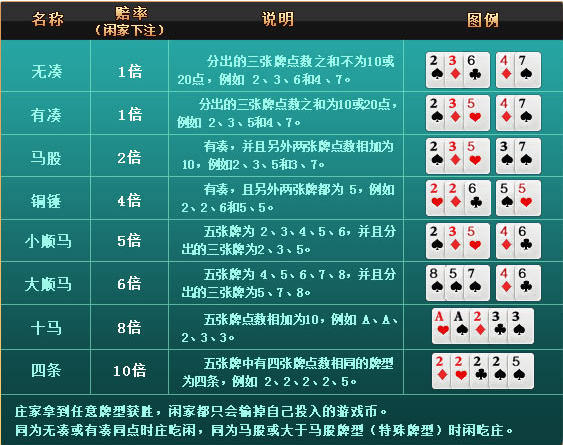 名称 赔率 说明 图例
（闲家下注）
无凑 1倍 分出的三张牌点数之和不为10或
20点，例如 2、3、6和4、7。
2 3 6 4 7
有凑 1倍 分出的三张牌点数之和为10或20点，
例如 2、3、5和4、7。
2 3 5 4 7
马股 2倍 有凑，并且另外两张牌点数相加为
10，例如2、3、5和3、7。
2 3 5 3 7
铜锤 4倍 有凑，且另外两张牌都为 5，例如
2、2、6和5、5。
2 2 6 5 5
小顺马 5倍 五张牌为 2、3、4、5、6，并且分
出的三张牌为2、3、5。
2 3 5 4 6
大顺马 6倍 五张牌为 4、5、6、7、8，并且分
出的三张牌为5、7、8。
8 5 7 4 6
十马 8倍 五张牌点数相加为10，例如 A、A、
2、3、3。
A A 2 3 3
四条 10倍 五张牌中有四张牌点数相同的牌型
为四条，例如 2、2、2、2、5。
2 2 2 2 5
庄家拿到任意牌型获胜，闲家都只会输掉自己投入的游戏币。
同为无凑或有凑同点时庄吃闲，同为马股或大于马股牌型（特殊牌型）时闲吃庄。